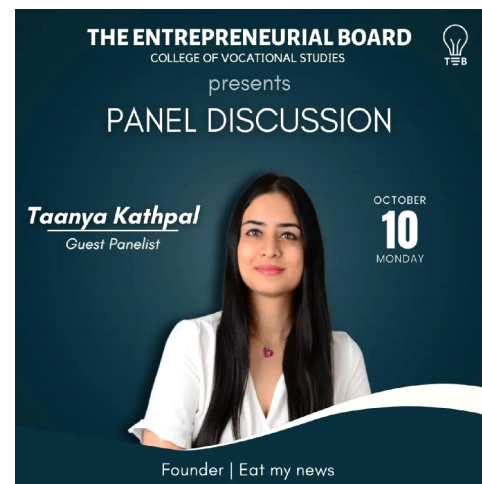 THE ENTREPRENEURIAL BOARD
COLLEGE OF VOCATIONAL STUDIES
TEB
presents
PANEL DISCUSSION
Taanya Kathpal
Guest Panelist
OCTOBER
10
MONDAY
Founder | Eat my news